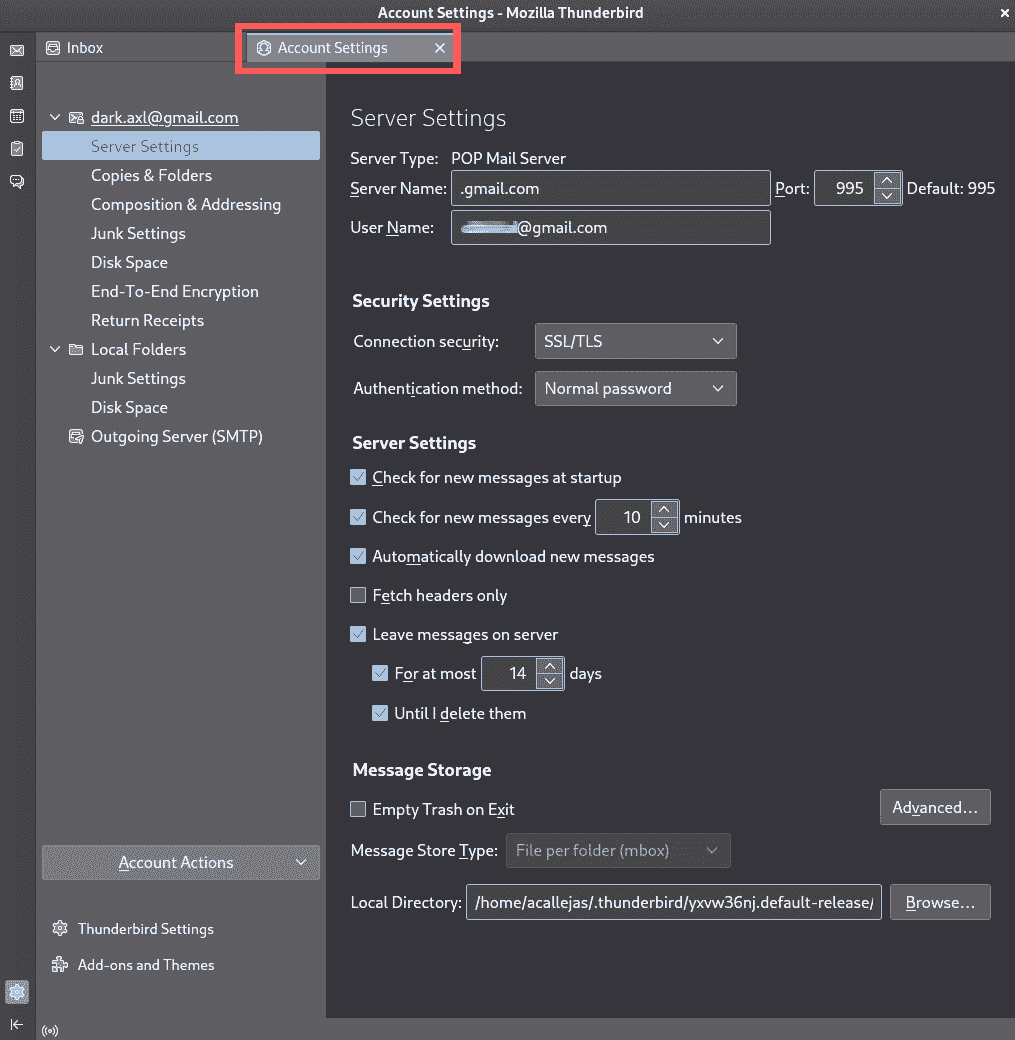 Account Settings - Mozilla Thunderbird
Inbox
Account Settings
dark.axl@gmail.com
Server Settings
Copies & Folders
Composition & Addressing
Junk Settings
Disk Space
End-To-End Encryption
Return Receipts
Local Folders
Junk Settings
Disk Space
Outgoing Server (SMTP)
Account Actions
Thunderbird Settings
Add-ons and Themes
Server Settings
Server Type: POP Mail Server
Server Name: .gmail.com Port: 995 Default: 995
User Name: @gmail.com
Security Settings
Connection security: SSL/TLS
Authentication method: Normal password
Server Settings
Check for new messages at startup
Check for new messages every 10 minutes
Automatically download new messages
Fetch headers only
Leave messages on server
For at most 14 days
Until I delete them
Message Storage
Empty Trash on Exit
Advanced...
Message Store Type: File per folder (mbox)
Local Directory: /home/acallejas/.thunderbird/yxvw36nj.default-release/ Browse...